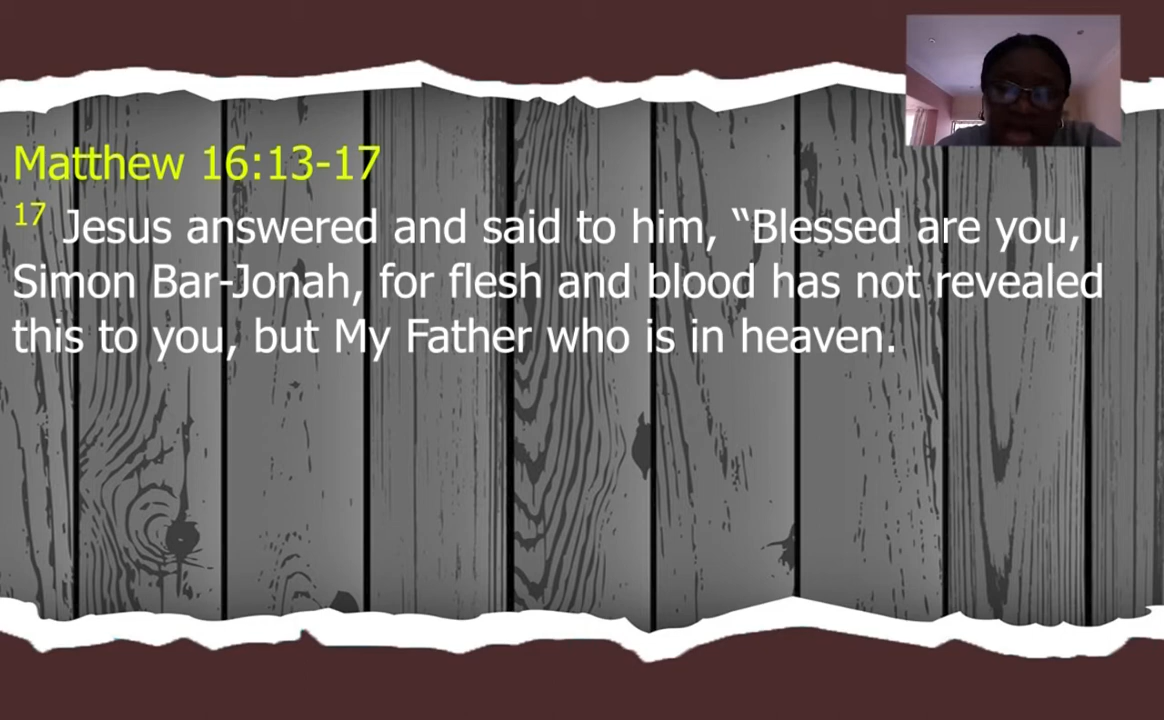 Matthew 16:13-17
17 Jesus answered and said to him, “Blessed are you,
Simon Bar-Jonah, for flesh and blood has not revealed
this to you, but My Father who is in heaven.